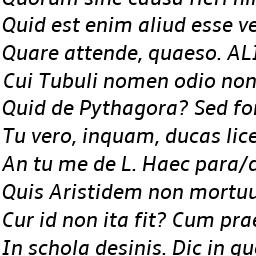 Quorum sine causa fieri nihil
Quid est enim aliud esse ve
Quare attende, quaeso. ALI
Cui Tubuli nomen odio non
Quid de Pythagora? Sed fo
Tu vero, inquam, ducas lice
An tu me de L. Haec para/d
Quis Aristidem non mortuu
Cur id non ita fit? Cum prae
In schola desinis. Dic in qu